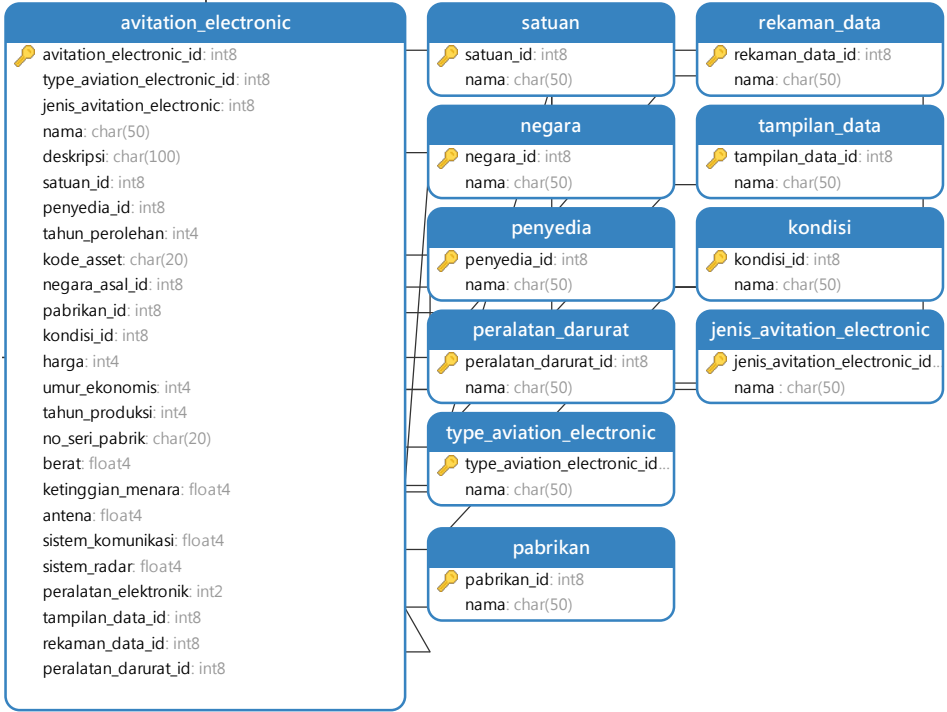 avitation_electronic
avitation_electronic_id: int8
type_aviation_electronic_id: int8
jenis_avitation_electronic: int8
nama: char(50)
deskripsi: char(100)
satuan_id: int8
penyedia_id: int8
tahun_perolehan: int4
kode_asset: char(20)
negara_asal_id: int8
pabrikan_id: int8
kondisi_id: int8
harga: int4
umur_ekonomis: int4
tahun_produksi: int4
no_seri_pabrik: char(20)
berat: float4
ketinggian_menara: float4
antena: float4
sistem_komunikasi: float4
sistem_radar: float4
peralatan_elektronik: int2
tampilan_data_id: int8
rekaman_data_id: int8
peralatan_darurat_id: int8
satuan
satuan_id: int8
nama: char(50)
negara
negara_id: int8
nama: char(50)
penyedia
penyedia_id: int8
nama: char(50)
peralatan_darurat
peralatan_darurat_id: int8
nama: char(50)
type_aviation_electronic
type_aviation_electronic_id...
nama: char(50)
pabrikan
pabrikan_id: int8
nama: char(50)
rekaman_data
rekaman_data_id: int8
nama: char(50)
tampilan_data
tampilan_data_id: int8
nama: char(50)
kondisi
kondisi_id: int8
nama: char(50)
jenis_avitation_electronic
jenis_avitation_electronic_id...
nama : char(50)